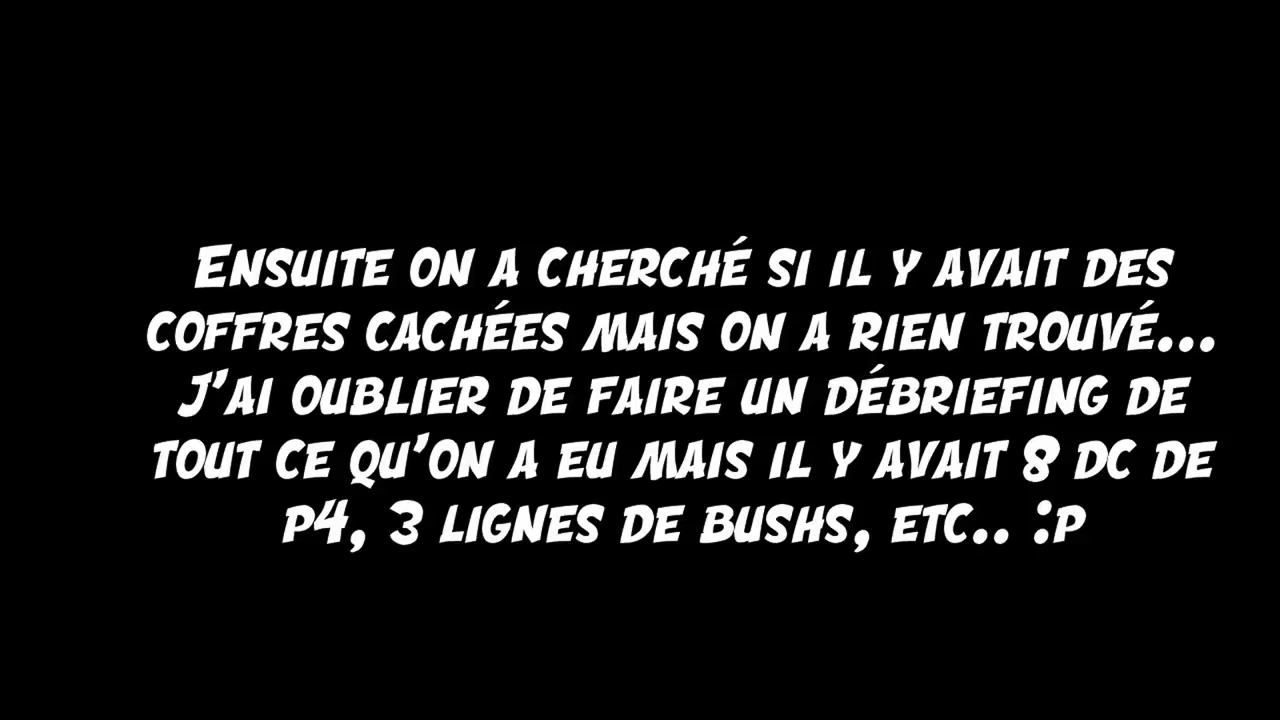 Ensuite on a cherché si il y avait des
coffres cachées mais on a rien trouvé...
J'ai oublier de faire un débriefing de
tout ce qu'on a eu mais il y avait 8 dc de
p4, 3 lignes de bushs, etc.. :p